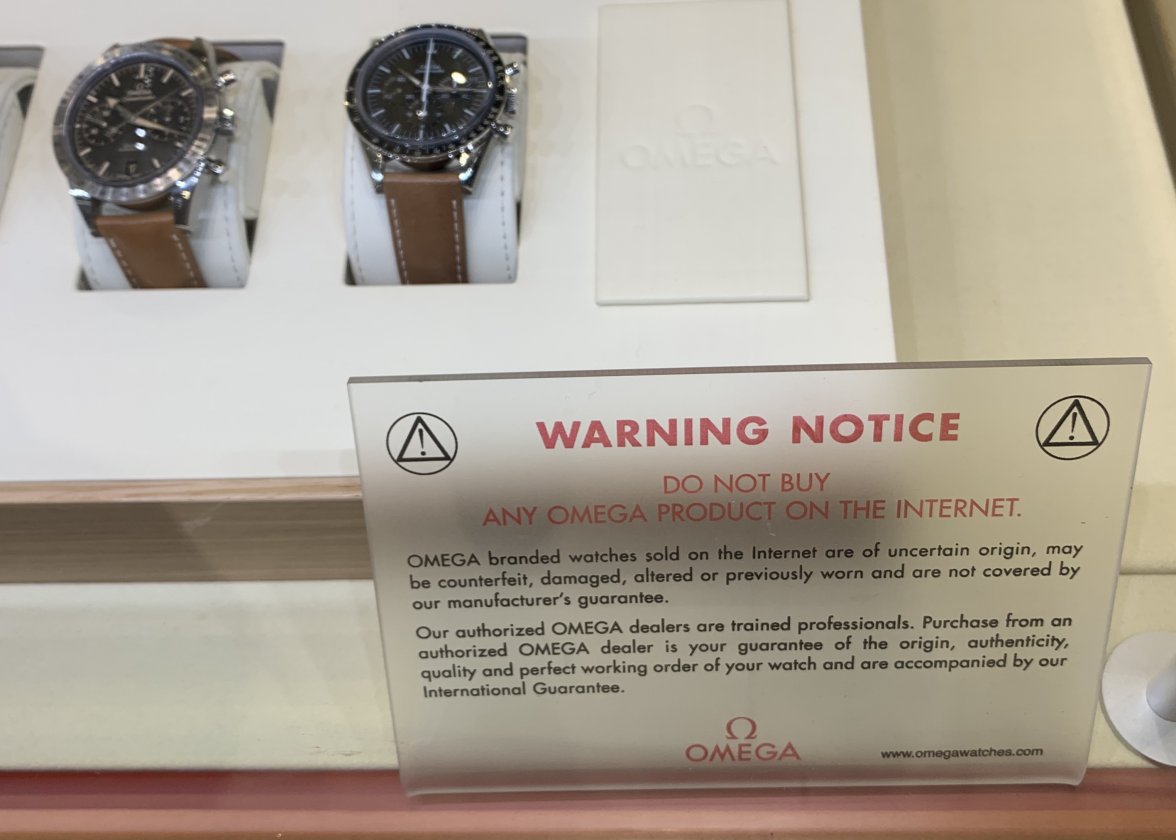 OMEGA
WARNING NOTICE
DO NOT BUY
ANY OMEGA PRODUCT ON THE INTERNET.
OMEGA branded watches sold on the Internet are of uncertain origin, may
be counterfeit, damaged, altered or previously worn and are not covered by
our manufacturer's guarantee.
Our authorized OMEGA dealers are trained professionals. Purchase from an
authorized OMEGA dealer is your guarantee of the origin, authenticity,
quality and perfect working order of your watch and are accompanied by our
International Guarantee.
OMEGA
www.omegawatches.com